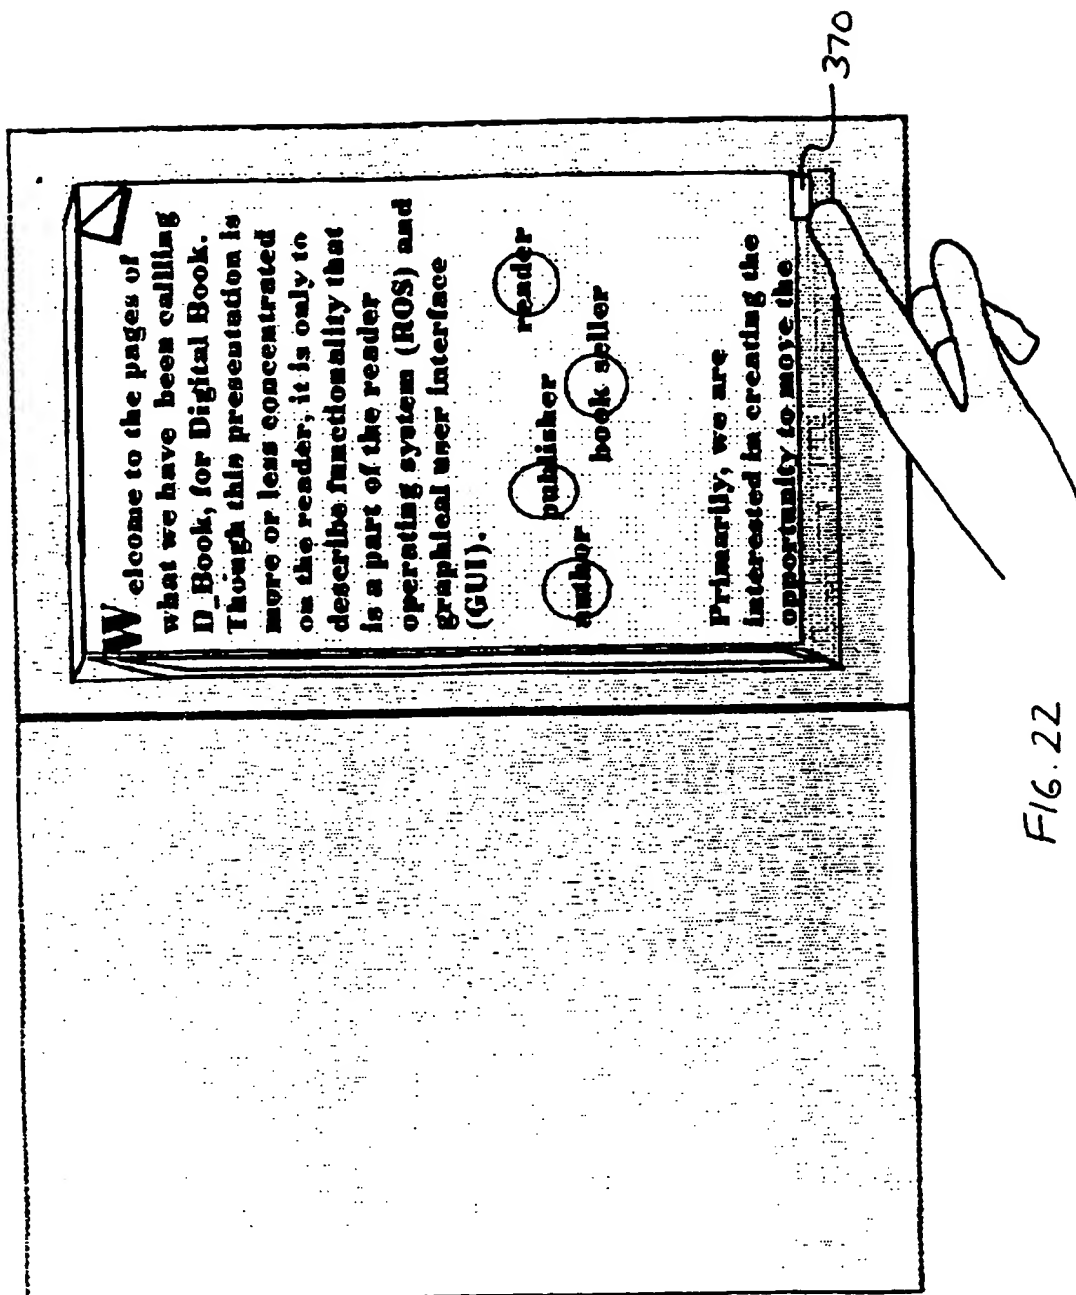 Welcome to the pages of
what we have been calling
D_Book, for Digital Book.
Though this presentation is
more or less concentrated
on the reader, it is only to
describe functionality that
is a part of the reader
operating system (ROS) and
graphical user interface
(GUI).
author publisher reader
book seller
Primarily, we are
interested in creating the
opportunity to move the
370
FIG. 22